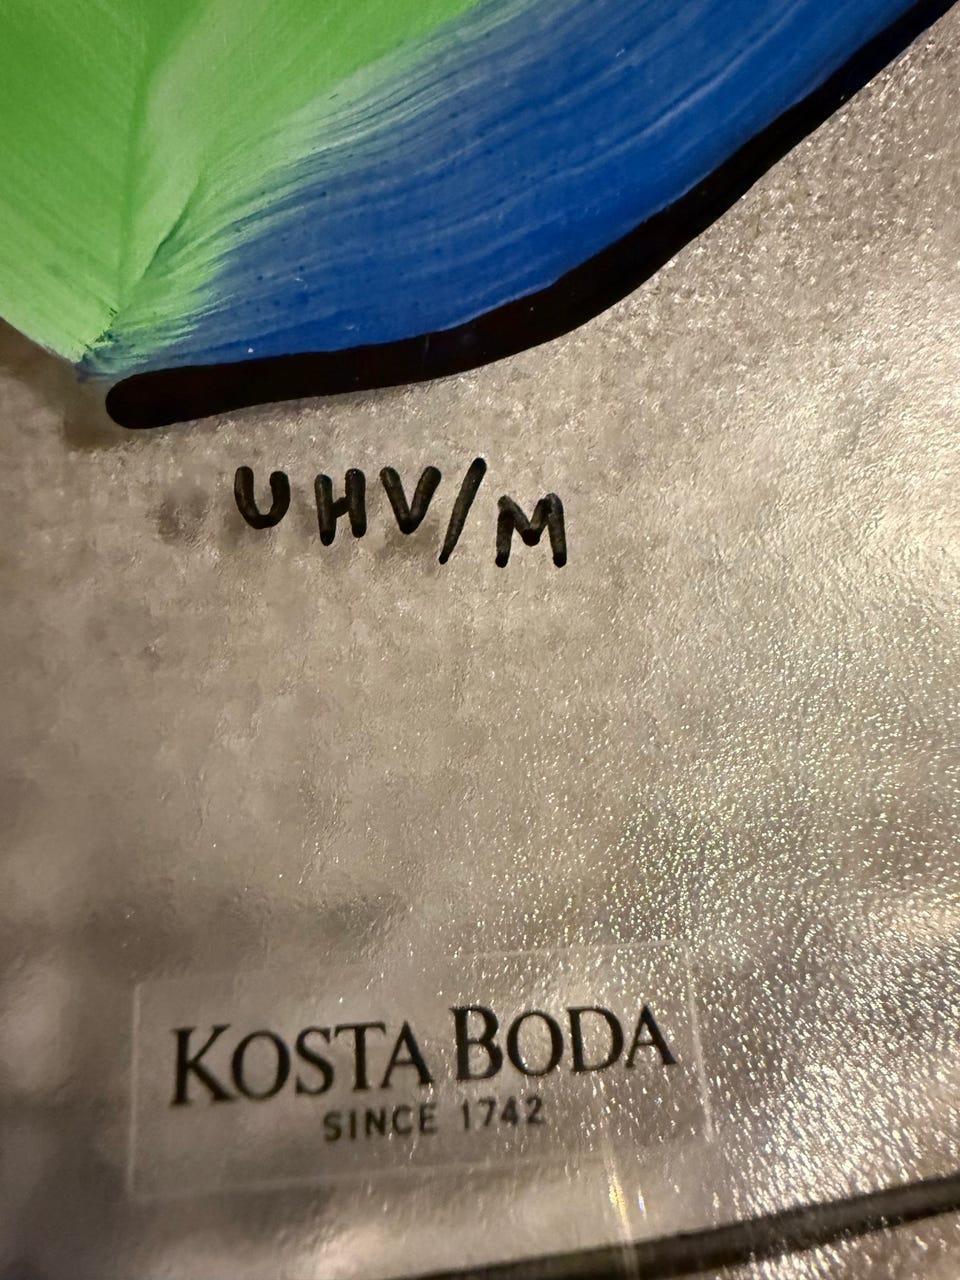 UHV/M
KOSTA BODA
SINCE 1742